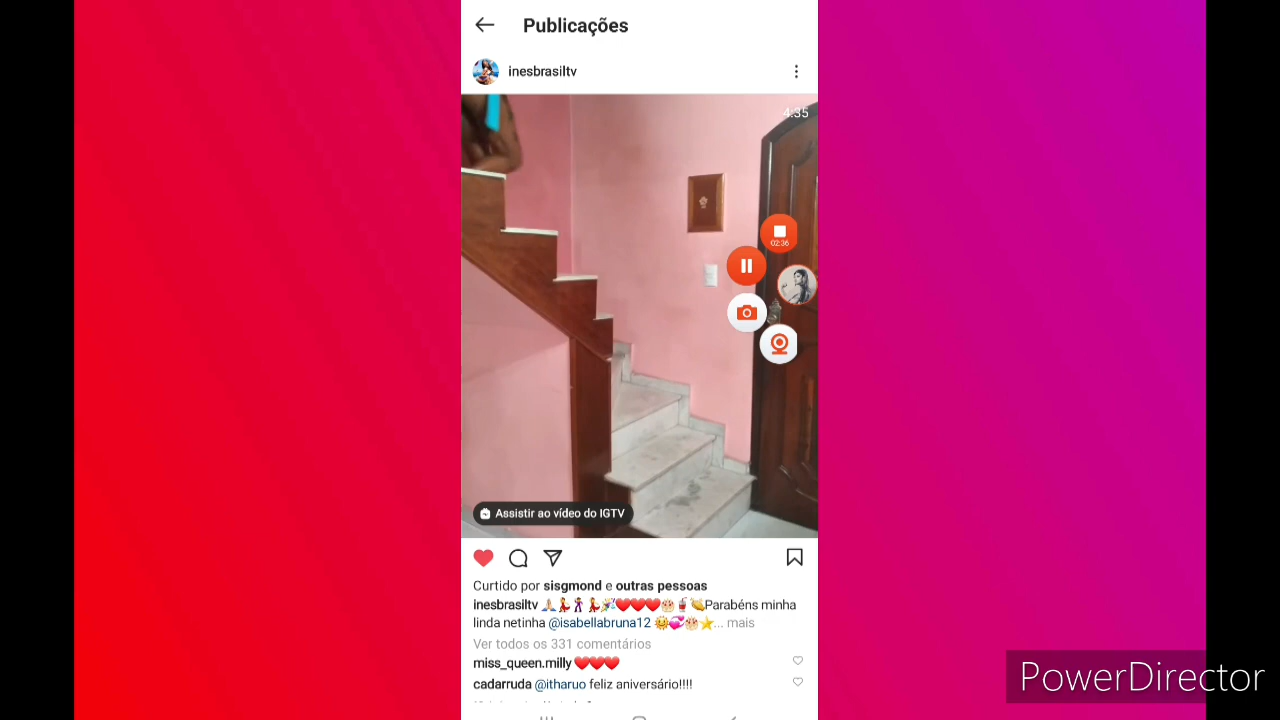 Publicações
inesbrasiltv
4:35
02:36
Assistir ao vídeo do IGTV
Curtido por sisgmond e outras pessoas
inesbrasiltv 🙏🏼💃🕺💃🎉❤️❤️❤️🎂🥤👏Parabéns minha
linda netinha @isabellabruna12 🌞💞🎂⭐... mais
Ver todos os 331 comentários
miss_queen.milly ❤️❤️❤️
cadarruda @itharuo feliz aniversário!!!!
PowerDirector